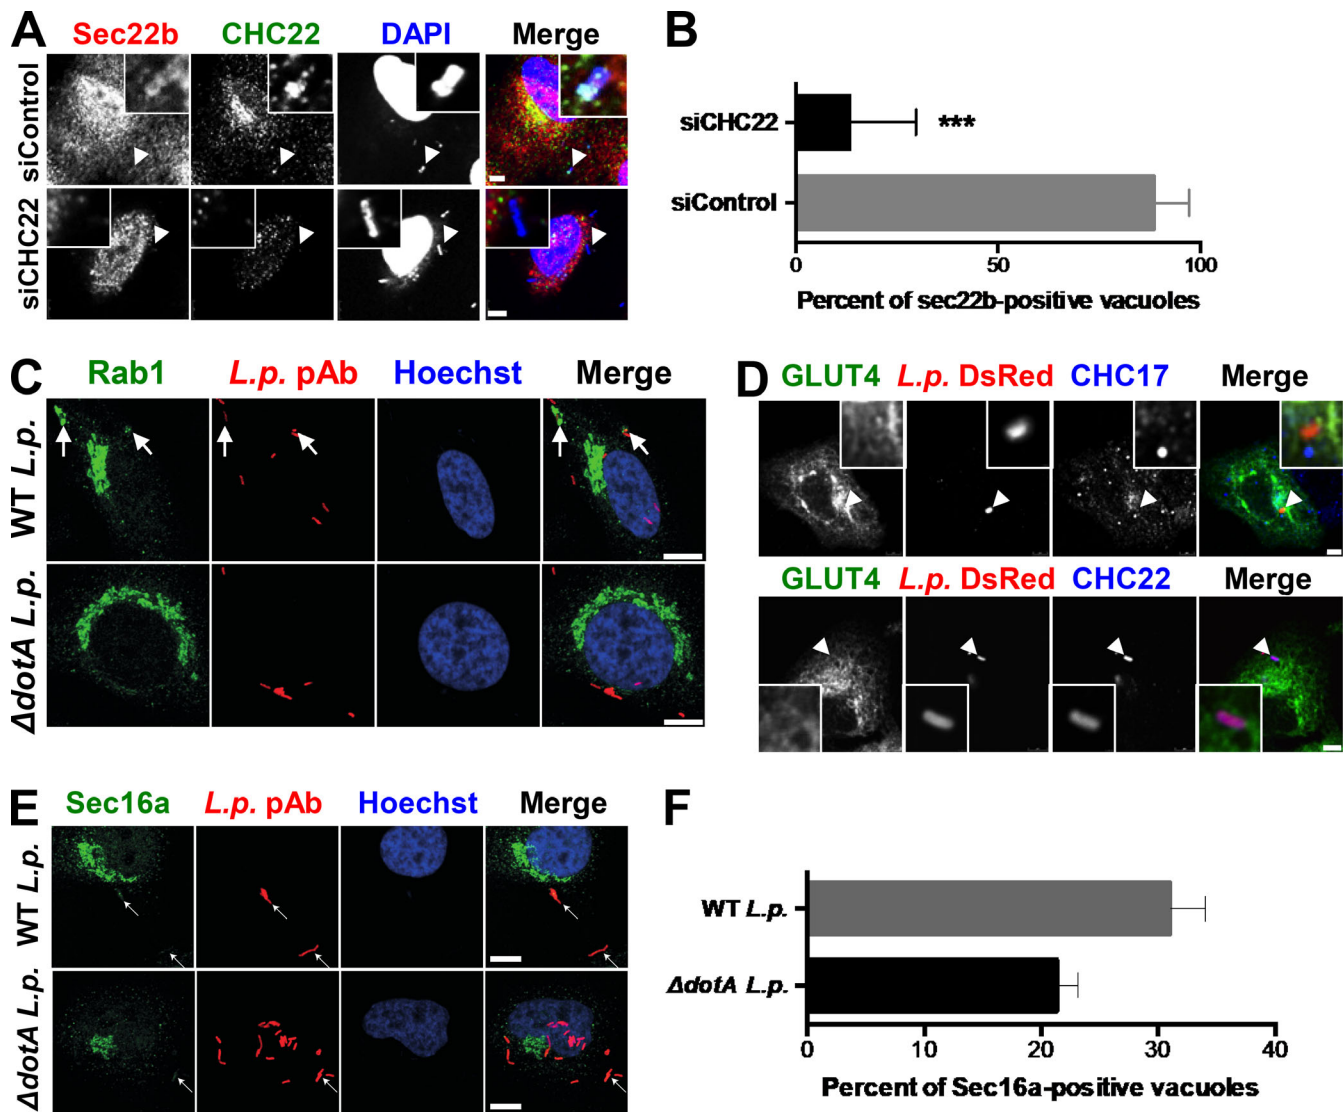 A
Sec22b CHC22 DAPI Merge
siControl
siCHC22
B
siCHC22
***
siControl
0 50 100
Percent of sec22b-positive vacuoles
C
Rab1 L.p. pAb Hoechst Merge
WT L.p.
ΔdotA L.p.
D
GLUT4 L.p. DsRed CHC17 Merge
GLUT4 L.p. DsRed CHC22 Merge
E
Sec16a L.p. pAb Hoechst Merge
WT L.p.
ΔdotA L.p.
F
WT L.p.
ΔdotA L.p.
0 10 20 30 40
Percent of Sec16a-positive vacuoles